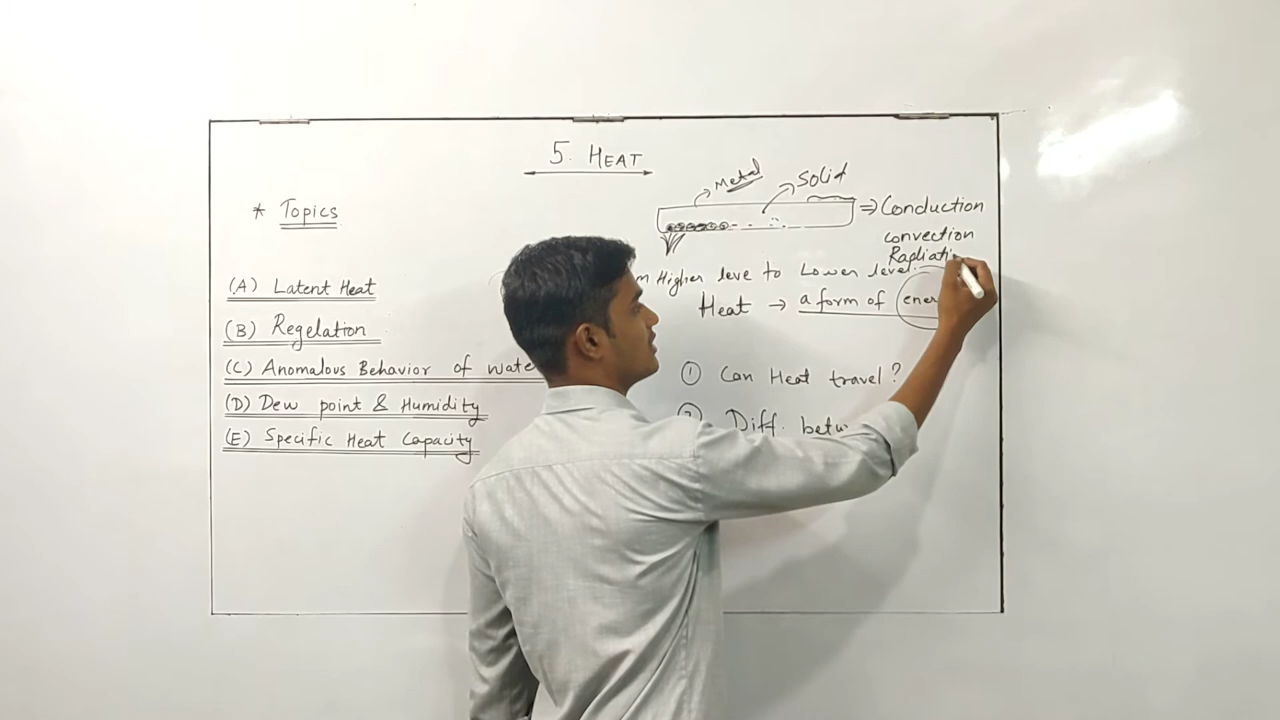 5. HEAT
* Topics
(A) Latent Heat
(B) Regelation
(C) Anomalous Behavior of wate
(D) Dew point & Humidity
(E) Specific Heat Capacity
Metal
Solid
⇒ Conduction
convection
Radiati
m Higher leve to Lower level.
Heat → a form of ener
① Can Heat travel?
② Diff. betw